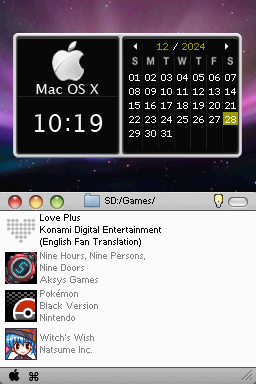 Mac OS X
10:19
12 / 2024
S M T W T F S
01 02 03 04 05 06 07
08 09 10 11 12 13 14
15 16 17 18 19 20 21
22 23 24 25 26 27 28
29 30 31
SD:/Games/
Love Plus
Konami Digital Entertainment
(English Fan Translation)
Nine Hours, Nine Persons,
Nine Doors
Aksys Games
Pokémon
Black Version
Nintendo
Witch's Wish
Natsume Inc.